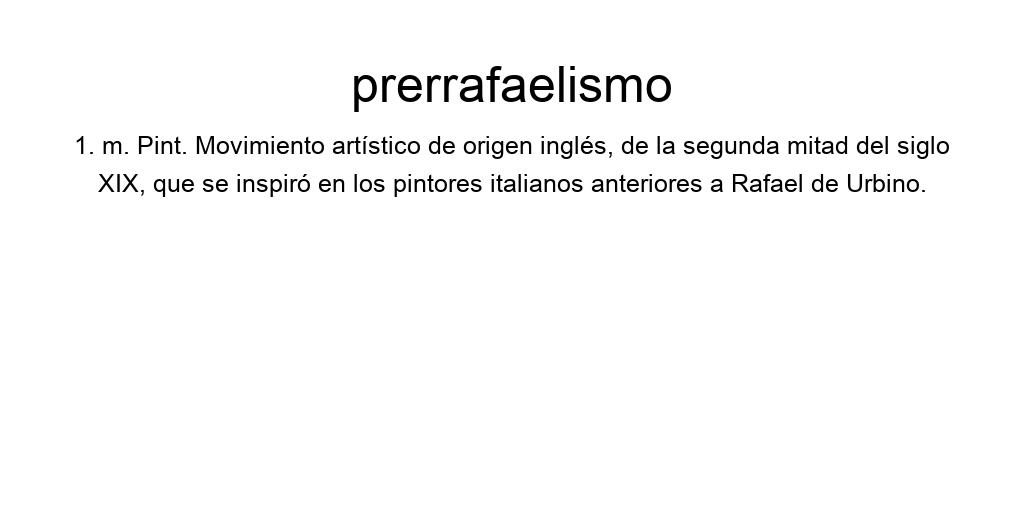 prerrafaelismo
1. m. Pint. Movimiento artístico de origen inglés, de la segunda mitad del siglo
XIX, que se inspiró en los pintores italianos anteriores a Rafael de Urbino.